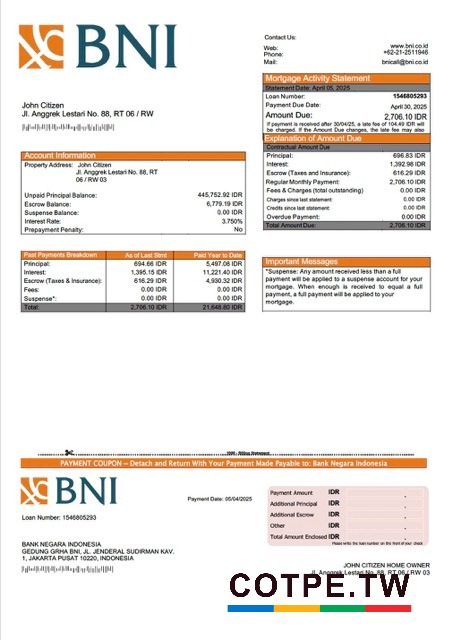 BNI
Contact Us:
Web: www.bni.co.id
Phone: +62-21-2511946
Mail: bnicall@bni.co.id
John Citizen
Jl. Anggrek Lestari No. 88, RT 06 / RW
Mortgage Activity Statement
Statement Date: April 05, 2025
Loan Number: 1546805293
Payment Due Date: April 30, 2025
Amount Due: 2,706.10 IDR
If payment is received after 30/04/25, a late fee of 104.49 IDR will
be charged. If the Amount Due changes, the late fee may also
Explanation of Amount Due
Contractual Amount Due
Principal: 696.83 IDR
Interest: 1,392.98 IDR
Escrow (Taxes and Insurance): 616.29 IDR
Regular Monthly Payment: 2,706.10 IDR
Fees & Charges (total outstanding) 0.00 IDR
Charges since last statement: 0.00 IDR
Credits since last statement: 0.00 IDR
Overdue Payment: 0.00 IDR
Total Amount Due: 2,706.10 IDR
Account Information
Property Address: John Citizen
Jl. Anggrek Lestari No. 88, RT
06 / RW 03
Unpaid Principal Balance: 445,752.92 IDR
Escrow Balance: 6,779.19 IDR
Suspense Balance: 0.00 IDR
Interest Rate: 3.750%
Prepayment Penalty: No
Past Payments Breakdown As of Last Stmt Paid Year to Date
Principal: 694.66 IDR 5,497.08 IDR
Interest: 1,395.15 IDR 11,221.40 IDR
Escrow (Taxes & Insurance): 616.29 IDR 4,930.32 IDR
Fees: 0.00 IDR 0.00 IDR
Suspense*: 0.00 IDR 0.00 IDR
Total: 2,706.10 IDR 21,648.80 IDR
Important Messages
*Suspense: Any amount received less than a full
payment will be applied to a suspense account for your
mortgage. When enough is received to equal a full
payment, a full payment will be applied to your
mortgage.
1098 - Billing Statement
PAYMENT COUPON – Detach and Return With Your Payment Made Payable to: Bank Negara Indonesia
BNI
Payment Date: 05/04/2025
Loan Number: 1546805293
Payment Amount IDR .
Additional Principal IDR .
Additional Escrow IDR .
Other IDR .
Total Amount Enclosed IDR .
Please write the loan number on the front of your check
BANK NEGARA INDONESIA
GEDUNG GRHA BNI, JL. JENDERAL SUDIRMAN KAV.
1, JAKARTA PUSAT 10220, INDONESIA
JOHN CITIZEN HOME OWNER
Jl. Anggrek Lestari No. 88, RT 06 / RW 03
COTPE.TW